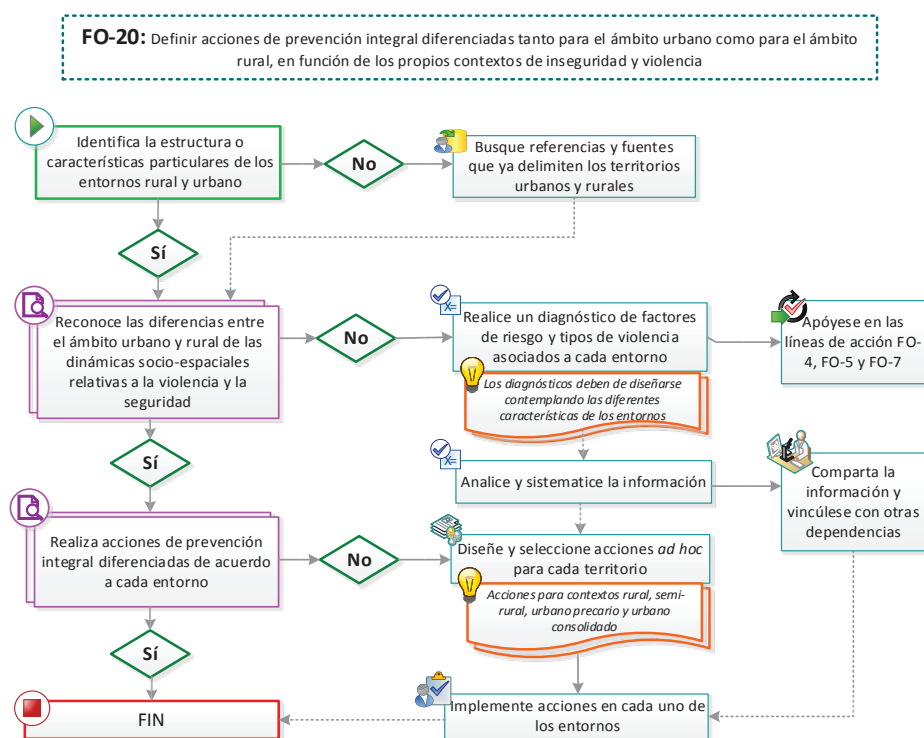 FO-20: Definir acciones de prevención integral diferenciadas tanto para el ámbito urbano como para el ámbito
rural, en función de los propios contextos de inseguridad y violencia
Identifica la estructura o
características particulares de los
entornos rural y urbano
No
Busque referencias y fuentes
que ya delimiten los territorios
urbanos y rurales
Sí
Reconoce las diferencias entre
el ámbito urbano y rural de las
dinámicas socio-espaciales
relativas a la violencia y la
seguridad
No
Realice un diagnóstico de factores
de riesgo y tipos de violencia
asociados a cada entorno
Los diagnósticos deben de diseñarse
contemplando las diferentes
características de los entornos
Apóyese en las
líneas de acción FO-
4, FO-5 y FO-7
Sí
Analice y sistematice la información
Comparta la
información y
vincúlese con otras
dependencias
Realiza acciones de prevención
integral diferenciadas de acuerdo
a cada entorno
No
Diseñe y seleccione acciones ad hoc
para cada territorio
Acciones para contextos rural, semi-
rural, urbano precario y urbano
consolidado
Sí
Implemente acciones en cada uno de
los entornos
FIN